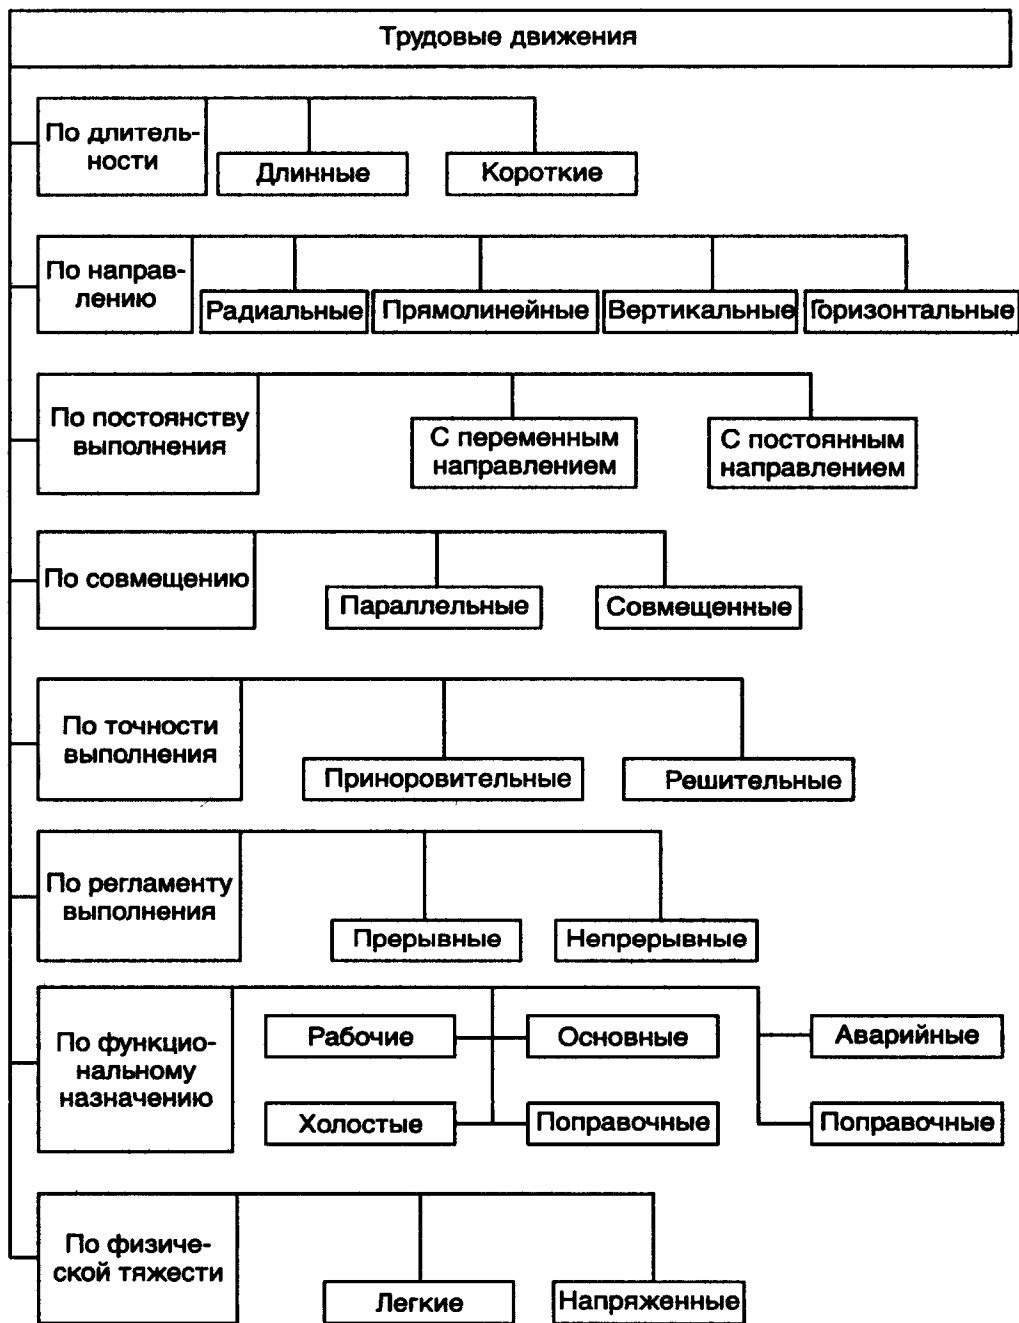 Трудовые движения
По длитель-
ности
Длинные
Короткие
По направ-
лению
Радиальные
Прямолинейные
Вертикальные
Горизонтальные
По постоянству
выполнения
С переменным
направлением
С постоянным
направлением
По совмещению
Параллельные
Совмещенные
По точности
выполнения
Приноровительные
Решительные
По регламенту
выполнения
Прерывные
Непрерывные
По функцио-
нальному
назначению
Рабочие
Основные
Аварийные
Холостые
Поправочные
Поправочные
По физиче-
ской тяжести
Легкие
Напряженные